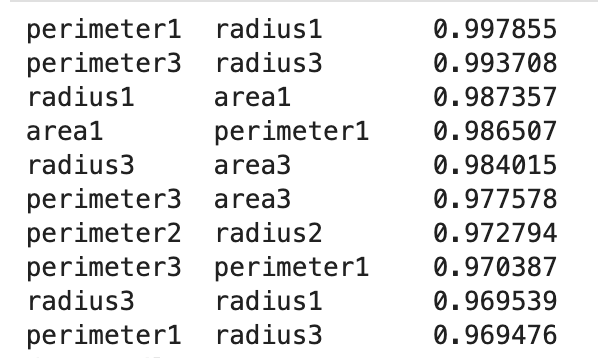 perimeter1 radius1 0.997855
perimeter3 radius3 0.993708
radius1 area1 0.987357
area1 perimeter1 0.986507
radius3 area3 0.984015
perimeter3 area3 0.977578
perimeter2 radius2 0.972794
perimeter3 perimeter1 0.970387
radius3 radius1 0.969539
perimeter1 radius3 0.969476